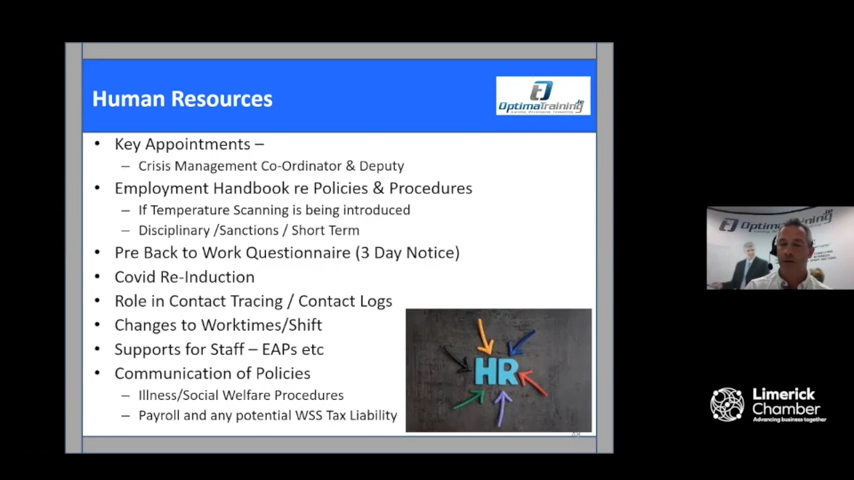 Human Resources
OptimaTraining.ie
• Key Appointments –
– Crisis Management Co-Ordinator & Deputy
• Employment Handbook re Policies & Procedures
– If Temperature Scanning is being introduced
– Disciplinary /Sanctions / Short Term
• Pre Back to Work Questionnaire (3 Day Notice)
• Covid Re-Induction
• Role in Contact Tracing / Contact Logs
• Changes to Worktimes/Shift
• Supports for Staff – EAPs etc
• Communication of Policies
– Illness/Social Welfare Procedures
– Payroll and any potential WSS Tax Liability
HR
OptimaTraining
Limerick
Chamber
Advancing business together